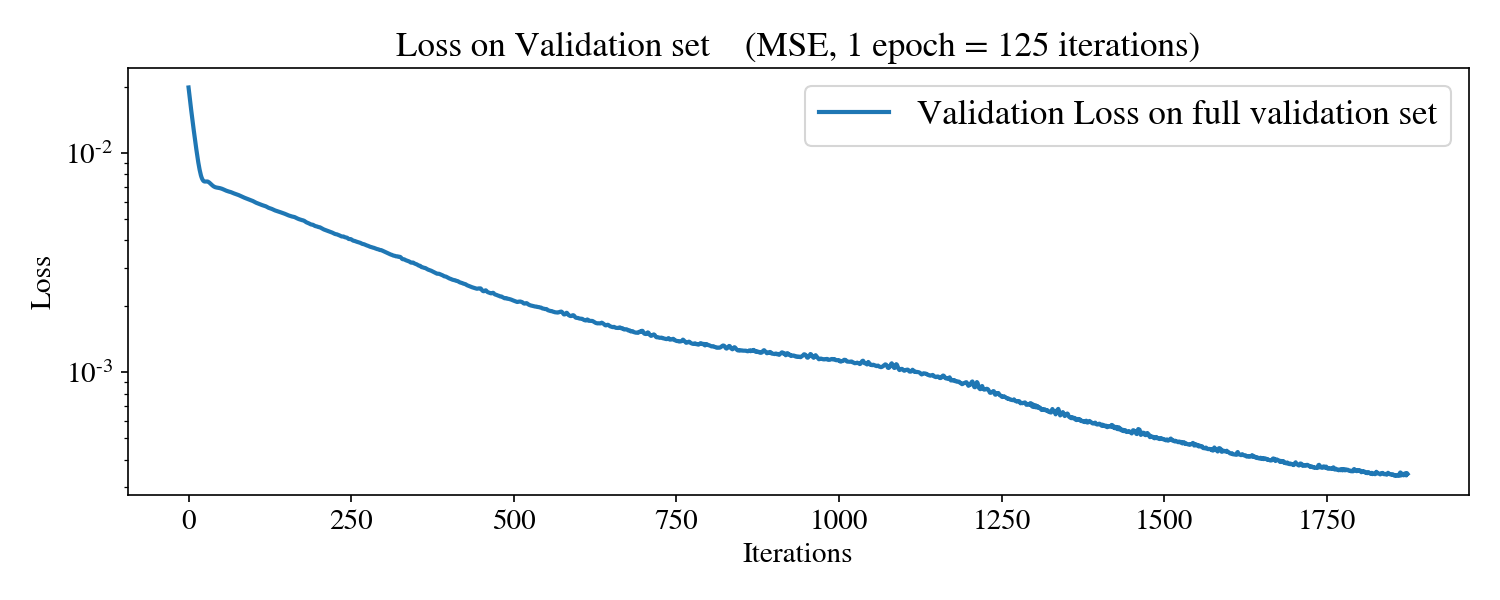 Loss on Validation set (MSE, 1 epoch = 125 iterations)
Validation Loss on full validation set
10⁻²
10⁻³
Loss
0 250 500 750 1000 1250 1500 1750
Iterations